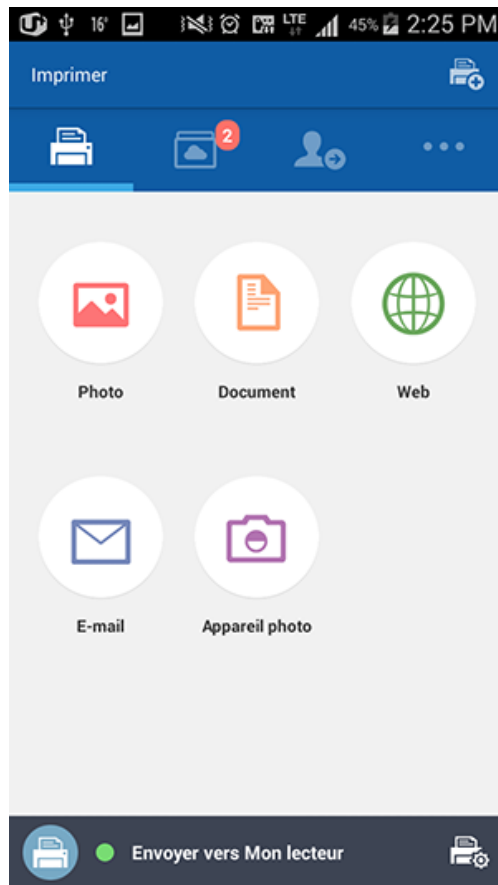 16° LTE 45% 2:25 PM
Imprimer
2
Photo Document Web
E-mail Appareil photo
Envoyer vers Mon lecteur